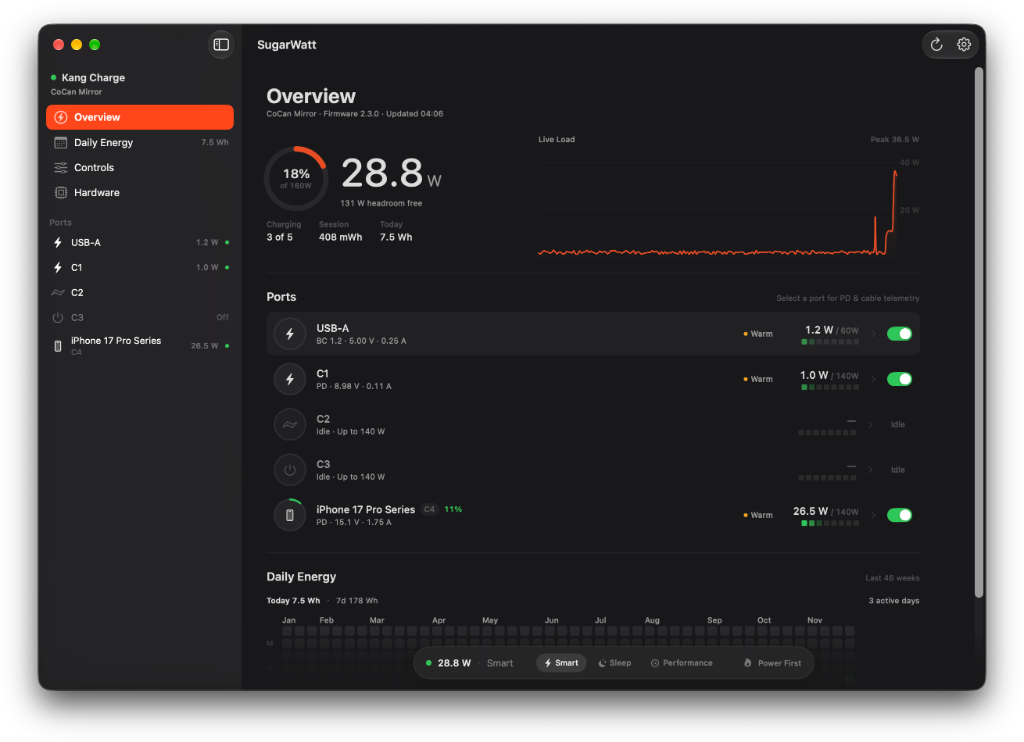 SugarWatt
Kang Charge
CoCan Mirror
Overview
Daily Energy 7.5 Wh
Controls
Hardware
Ports
USB-A 1.2 W
C1 1.0 W
C2
C3 Off
iPhone 17 Pro Series
C4
26.5 W
Overview
CoCan Mirror · Firmware 2.3.0 · Updated 04:06
18%
of 160W
28.8 W
131 W headroom free
Charging Session Today
3 of 5 408 mWh 7.5 Wh
Live Load Peak 36.5 W
40 W
20 W
Ports Select a port for PD & cable telemetry
USB-A
BC 1.2 · 5.00 V · 0.25 A
Warm 1.2 W / 60W
C1
PD · 8.98 V · 0.11 A
Warm 1.0 W / 140W
C2
Idle · Up to 140 W
— Idle
C3
Idle · Up to 140 W
— Idle
iPhone 17 Pro Series C4 11%
PD · 15.1 V · 1.75 A
Warm 26.5 W / 140W
Daily Energy Last 46 weeks
Today 7.5 Wh · 7d 178 Wh 3 active days
Jan Feb Mar Apr May Jun Jul Aug Sep Oct Nov
M
28.8 W · Smart Smart Sleep Performance Power First